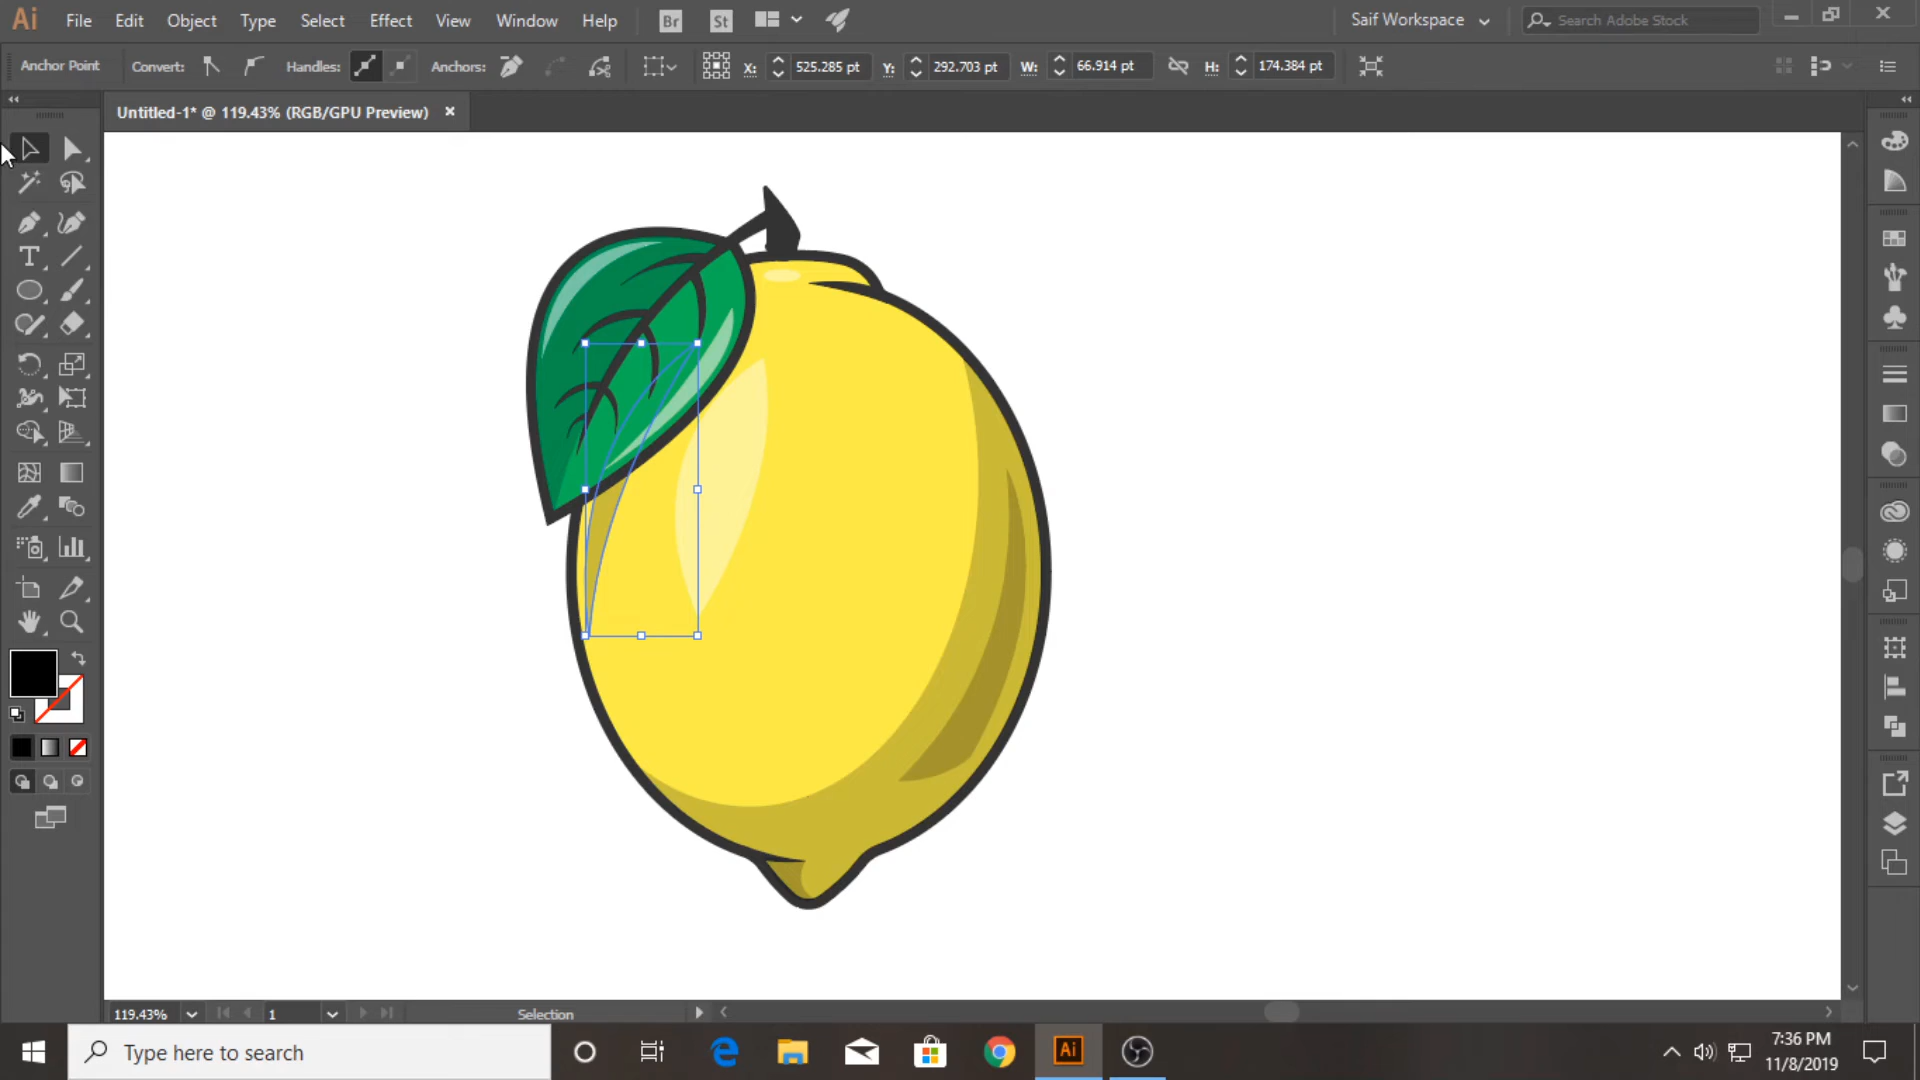 Ai File Edit Object Type Select Effect View Window Help Br St Saif Workspace Search Adobe Stock
Anchor Point Convert: Handles: Anchors: X: 525.285 pt Y: 292.703 pt W: 66.914 pt H: 174.384 pt
Untitled-1* @ 119.43% (RGB/GPU Preview)
T
119.43% 1 Selection
Type here to search Ai 7:36 PM
11/8/2019